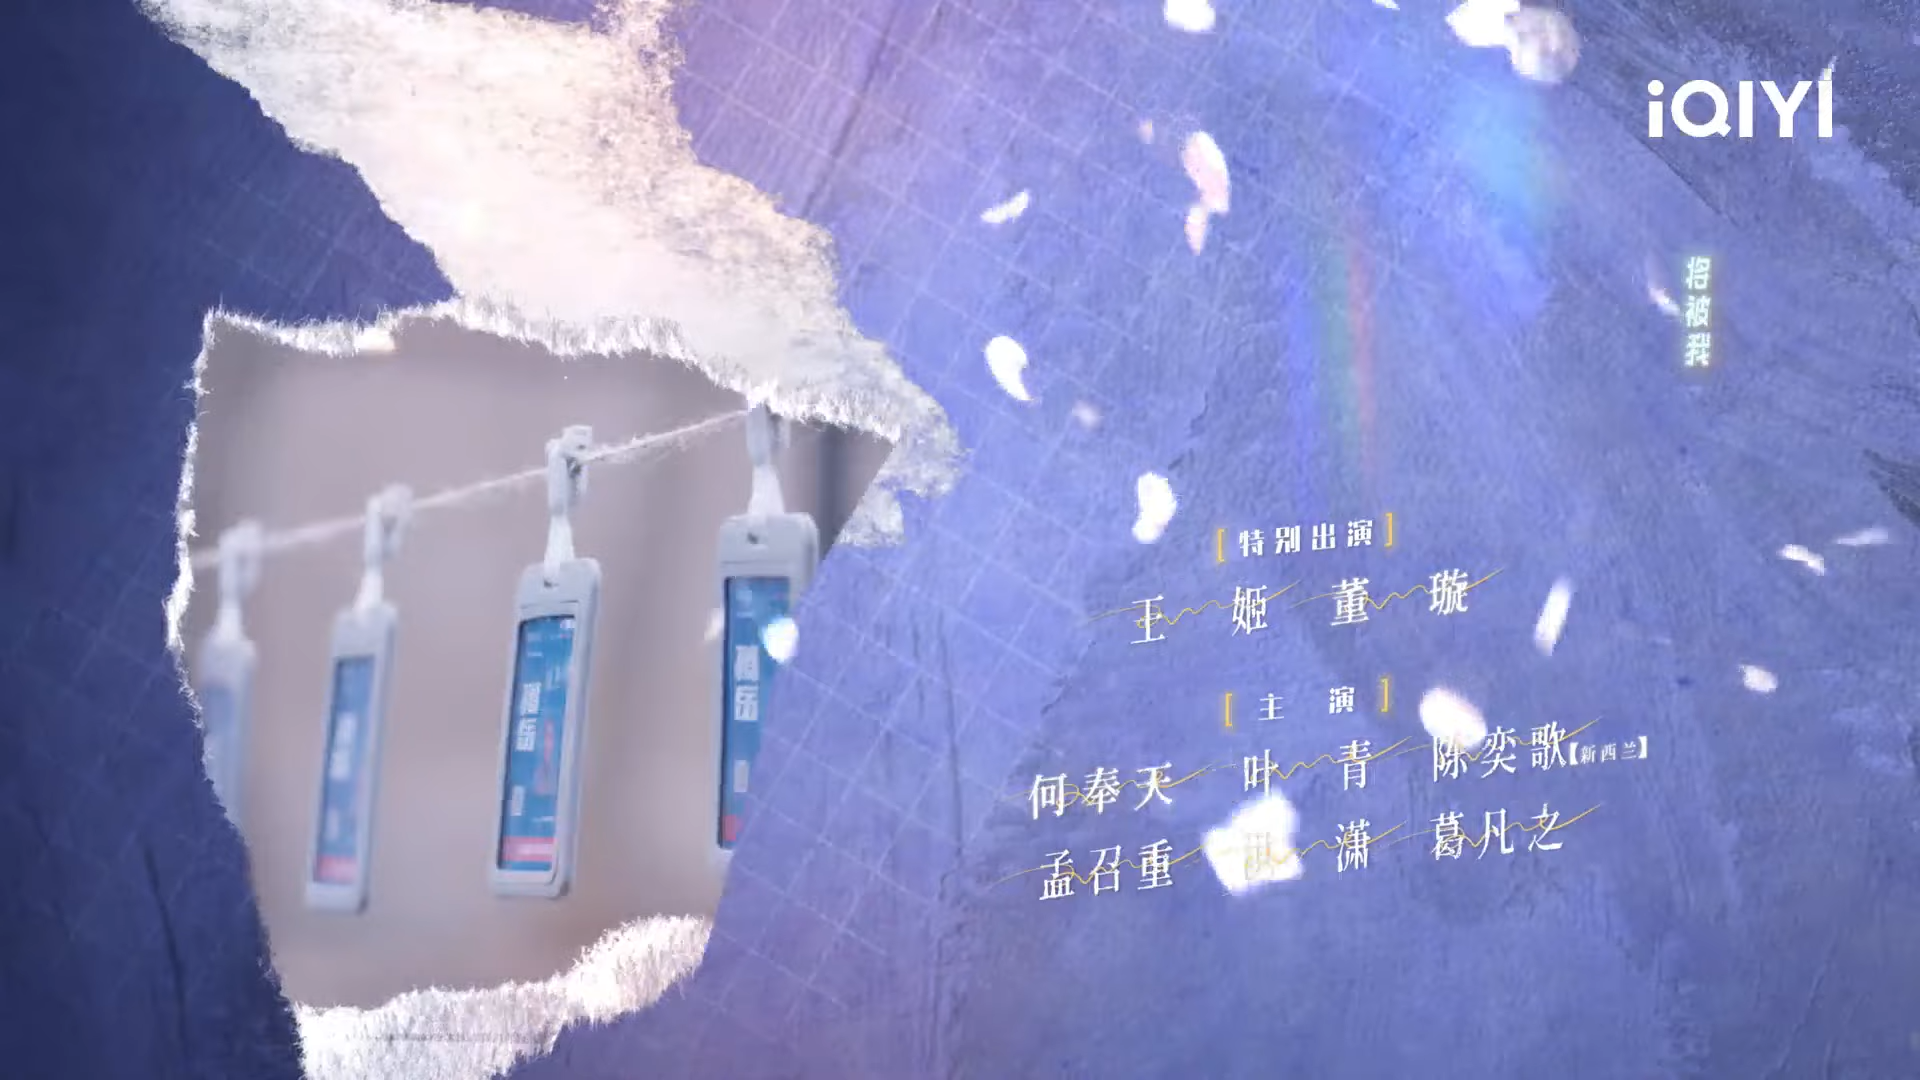 iQIYI
将被我
[特别出演]
王姬 董璇
[主演]
何奉天 叶青 陈奕歌【新西兰】
孟召重 潇 葛凡之